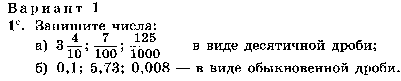 Вариант 1
1°. Запишите числа:
а) 3 4/10; 7/100; 125/1000 в виде десятичной дроби;
б) 0,1; 5,73; 0,008 — в виде обыкновенной дроби.